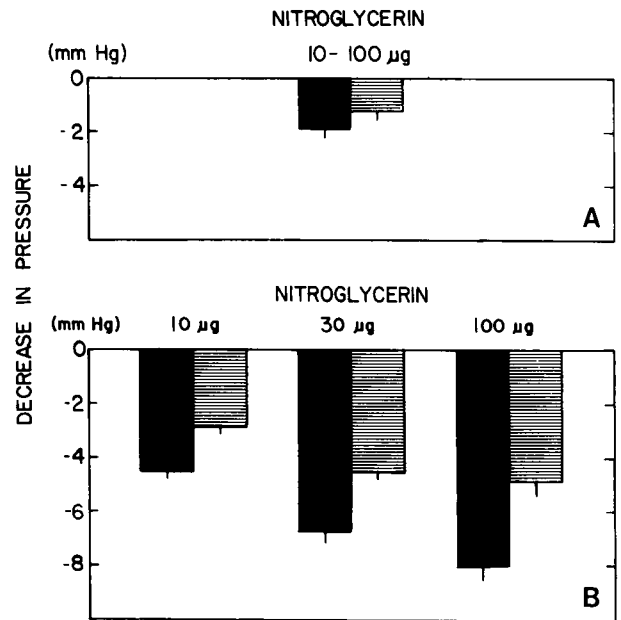 NITROGLYCERIN
(mm Hg) 10-100 µg
0
-2
-4
A
DECREASE IN PRESSURE
NITROGLYCERIN
(mm Hg) 10 µg 30 µg 100 µg
0
-2
-4
-6
-8
B